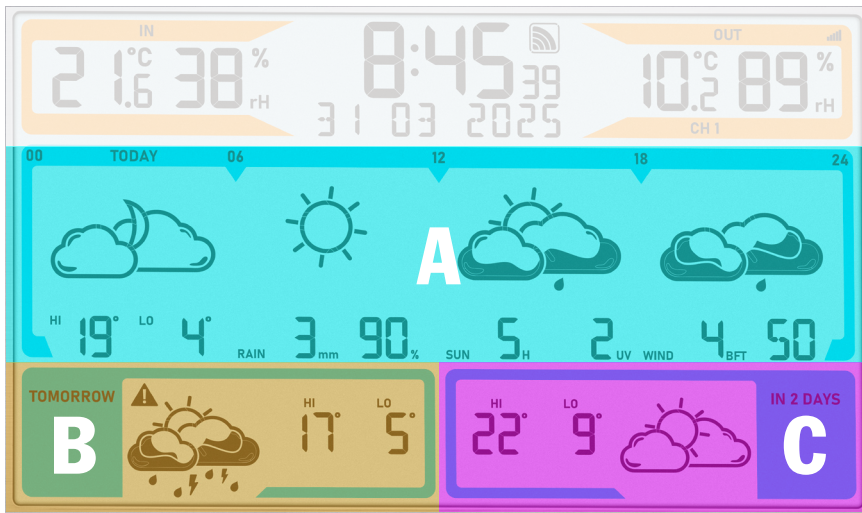 IN OUT
21.6 °C 38 % rH 8:45 39 10.2 °C 89 % rH
31 03 2025 CH 1
00 TODAY 06 12 18 24
A
HI 19° LO 4° RAIN 3 mm 90 % SUN 5 H 2 UV WIND 4 BFT 50
TOMORROW HI 17° LO 5°
B
HI 22° LO 9° IN 2 DAYS
C